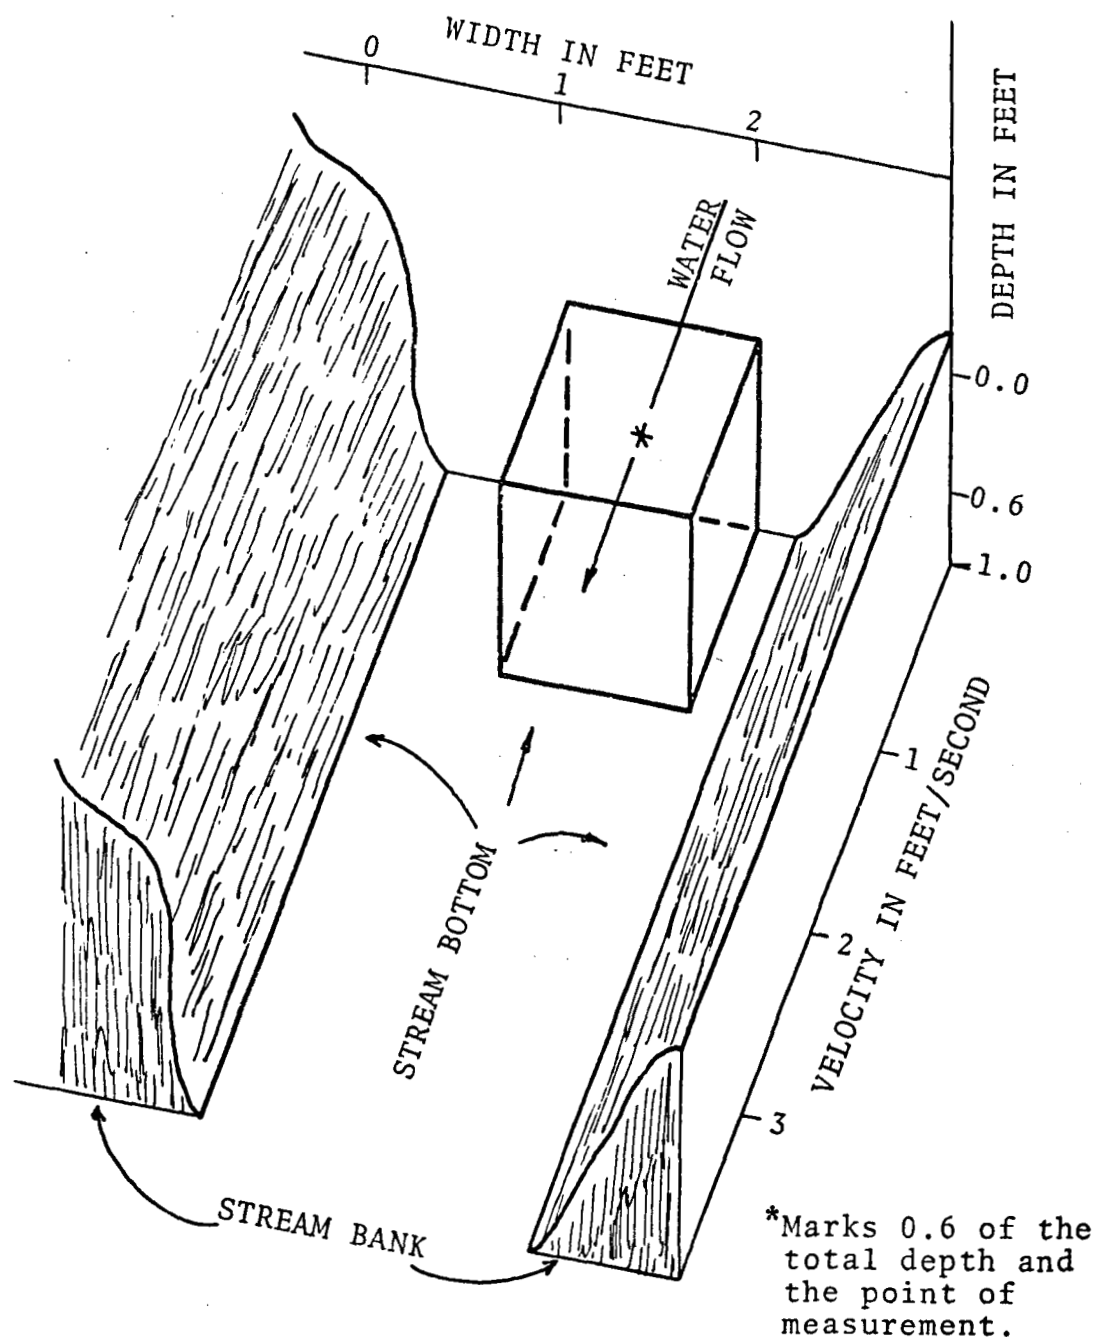 WIDTH IN FEET
0
1
2
DEPTH IN FEET
WATER
FLOW
*
0.0
0.6
1.0
1
2
3
VELOCITY IN FEET/SECOND
STREAM BOTTOM
STREAM BANK
*Marks 0.6 of the
total depth and
the point of
measurement.